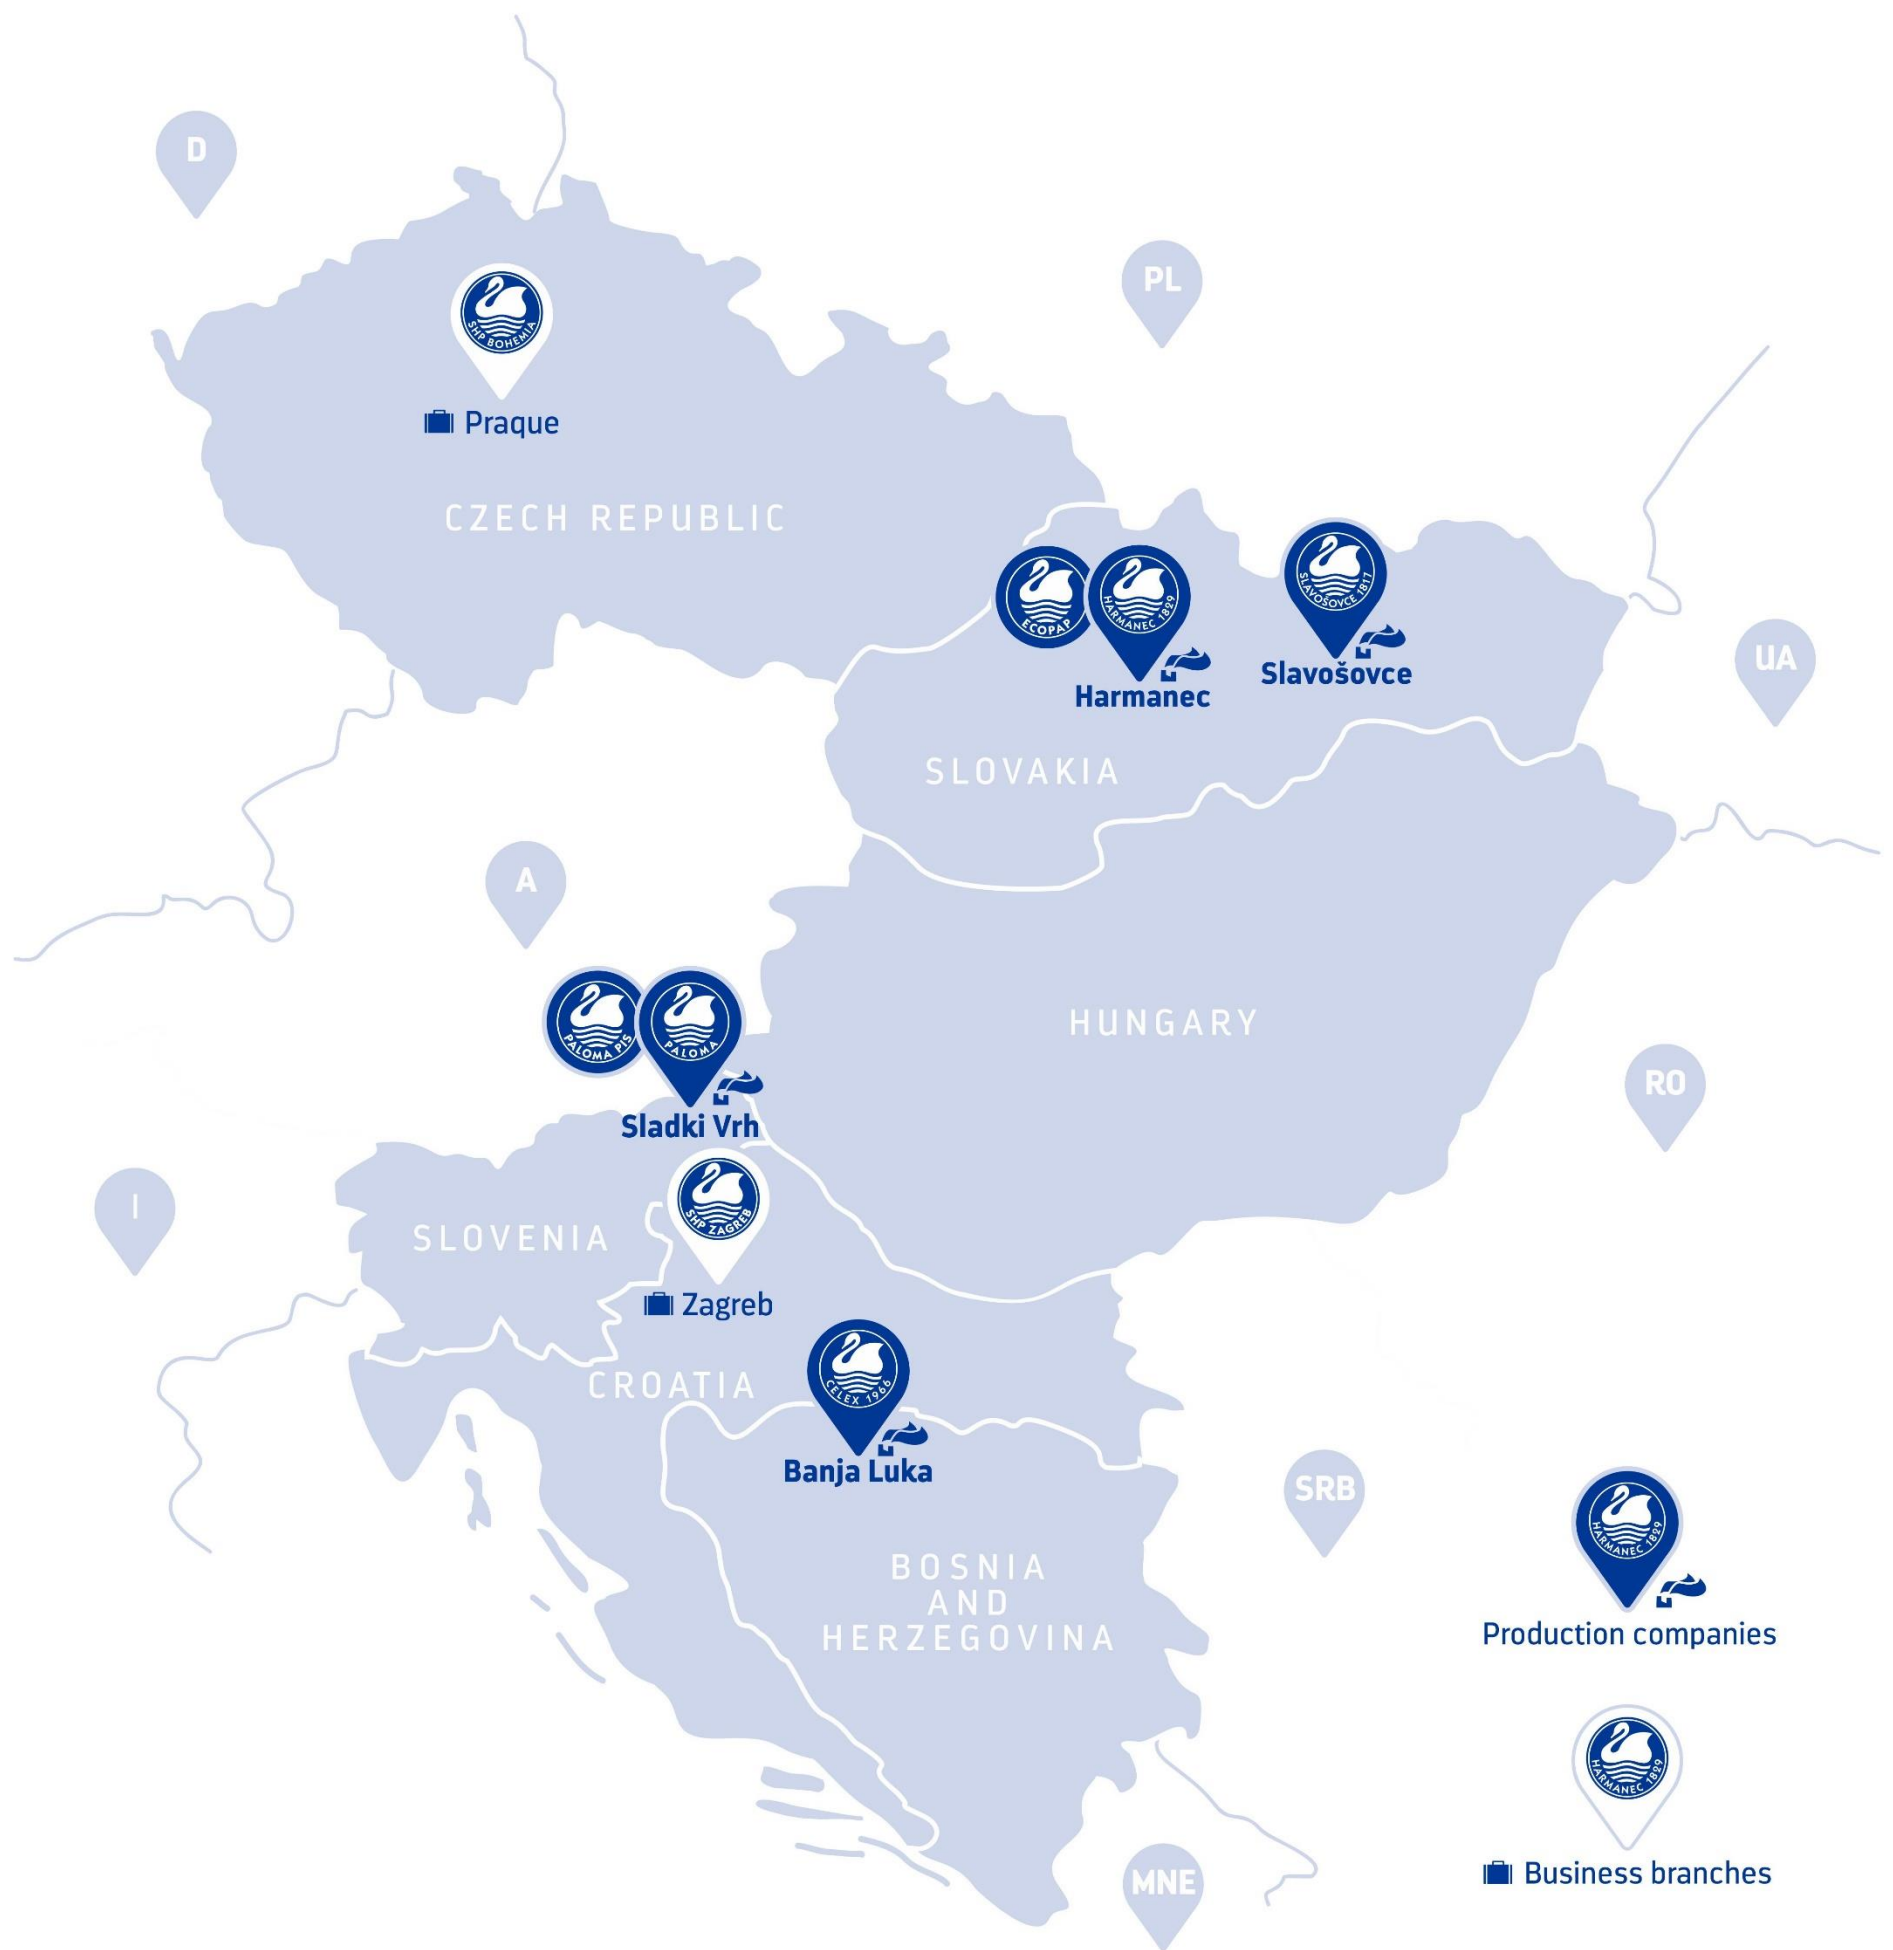 D
PL
SHP BOHEMIA
Praque
CZECH REPUBLIC
ECOPAP
HARMANEC 1829
Harmanec
SLAVOŠOVCE 1817
Slavošovce
UA
SLOVAKIA
A
PALOMA PIS
PALOMA
Sladki Vrh
HUNGARY
RO
I
SLOVENIA
SHP ZAGREB
Zagreb
CROATIA
CELEX 1966
Banja Luka
SRB
BOSNIA
AND
HERZEGOVINA
MNE
HARMANEC 1829
Production companies
HARMANEC 1829
Business branches